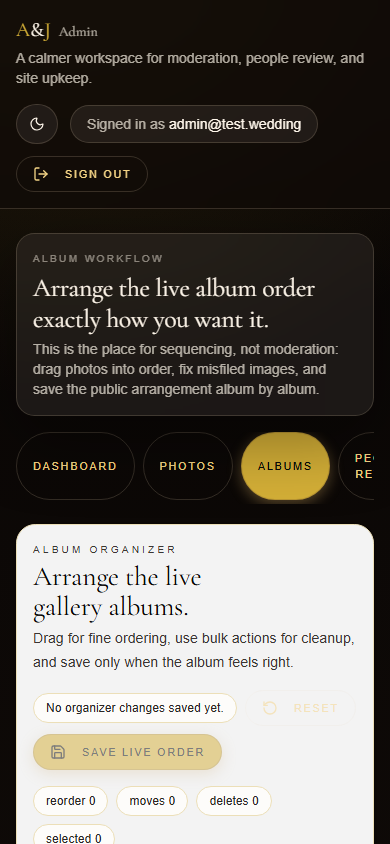 A&J Admin
A calmer workspace for moderation, people review, and
site upkeep.
Signed in as admin@test.wedding
SIGN OUT
ALBUM WORKFLOW
Arrange the live album order
exactly how you want it.
This is the place for sequencing, not moderation:
drag photos into order, fix misfiled images, and
save the public arrangement album by album.
DASHBOARD
PHOTOS
ALBUMS
ALBUM ORGANIZER
Arrange the live
gallery albums.
Drag for fine ordering, use bulk actions for cleanup,
and save only when the album feels right.
No organizer changes saved yet.
RESET
SAVE LIVE ORDER
reorder 0
moves 0
deletes 0
selected 0